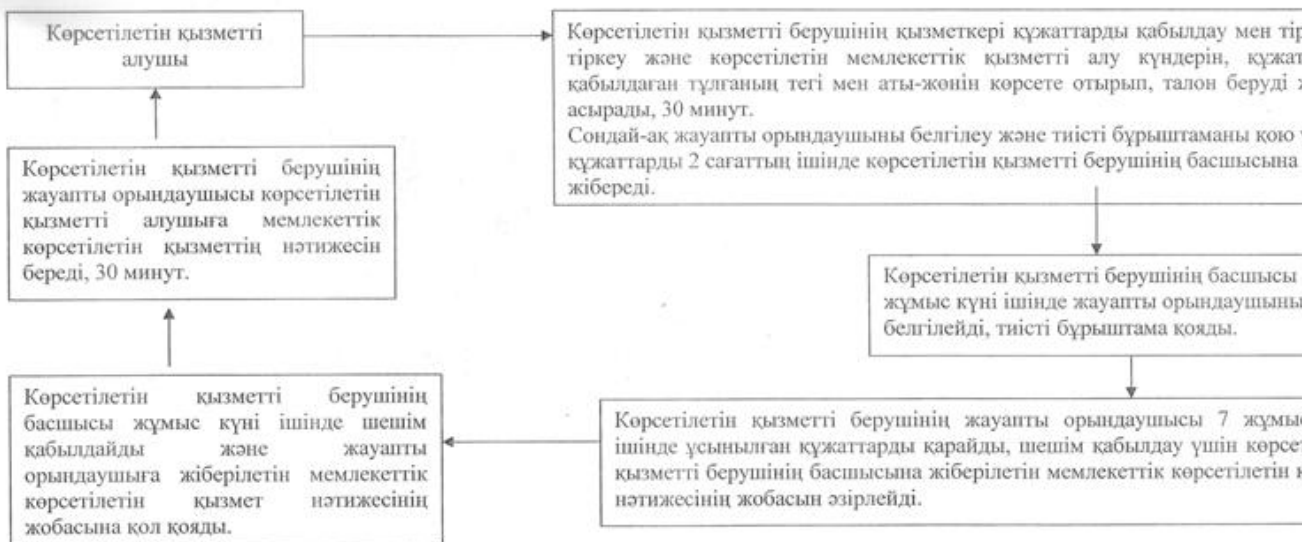 Көрсетілетін қызметті
алушы
Көрсетілетін қызметті берушінің қызметкері құжаттарды қабылдау мен
тіркеу және көрсетілетін мемлекеттік қызметті алу күндерін,
қабылдаған тұлғаның тегі мен аты-жөнін көрсете отырып, талон беруді
асырады, 30 минут.
Сондай-ақ жауапты орындаушыны белгілеу және тиісті бұрыштаманы қою
құжаттарды 2 сағаттың ішінде көрсетілетін қызметті берушінің басшысына
жібереді.
Көрсетілетін қызметті берушінің басшысы
жұмыс күні ішінде жауапты орындаушыны
белгілейді, тиісті бұрыштама қояды.
Көрсетілетін қызметті берушінің жауапты орындаушысы 7 жұмыс
ішінде ұсынылған құжаттарды қарайды, шешім қабылдау үшін
қызметті берушінің басшысына жіберілетін мемлекеттік көрсетілетін
нәтижесінің жобасын әзірлейді.
Көрсетілетін қызметті берушінің
басшысы жұмыс күні ішінде шешім
қабылдайды және жауапты
орындаушыға жіберілетін мемлекеттік
көрсетілетін қызмет нәтижесінің
жобасына қол қояды.
Көрсетілетін қызметті берушінің
жауапты орындаушысы көрсетілетін
қызметті алушыға мемлекеттік
көрсетілетін қызметтің нәтижесін
береді, 30 минут.